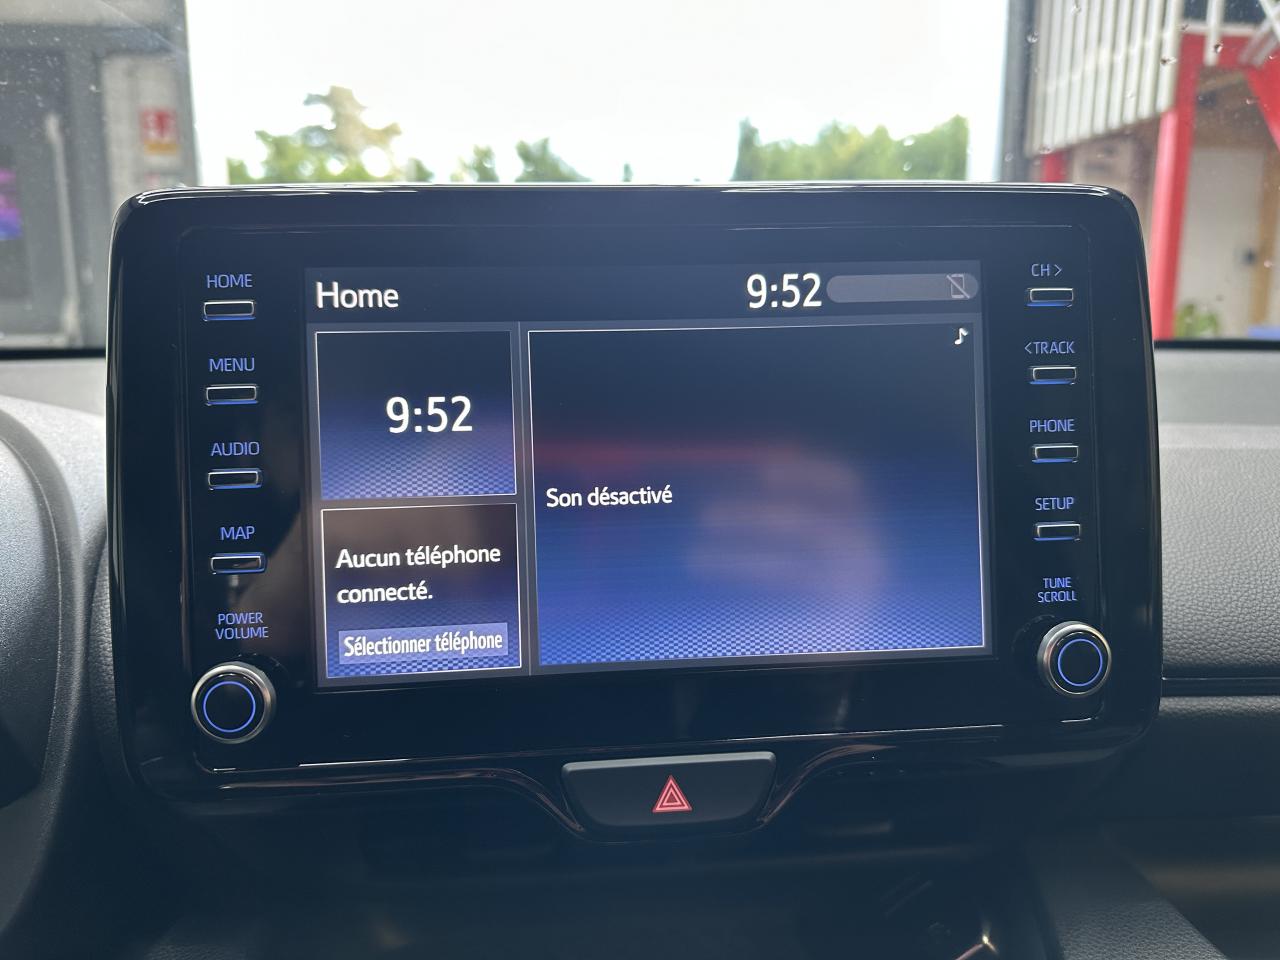 HOME
MENU
AUDIO
MAP
POWER
VOLUME
Home
9:52
9:52
Aucun téléphone
connecté.
Sélectionner téléphone
Son désactivé
CH >
<TRACK
PHONE
SETUP
TUNE
SCROLL